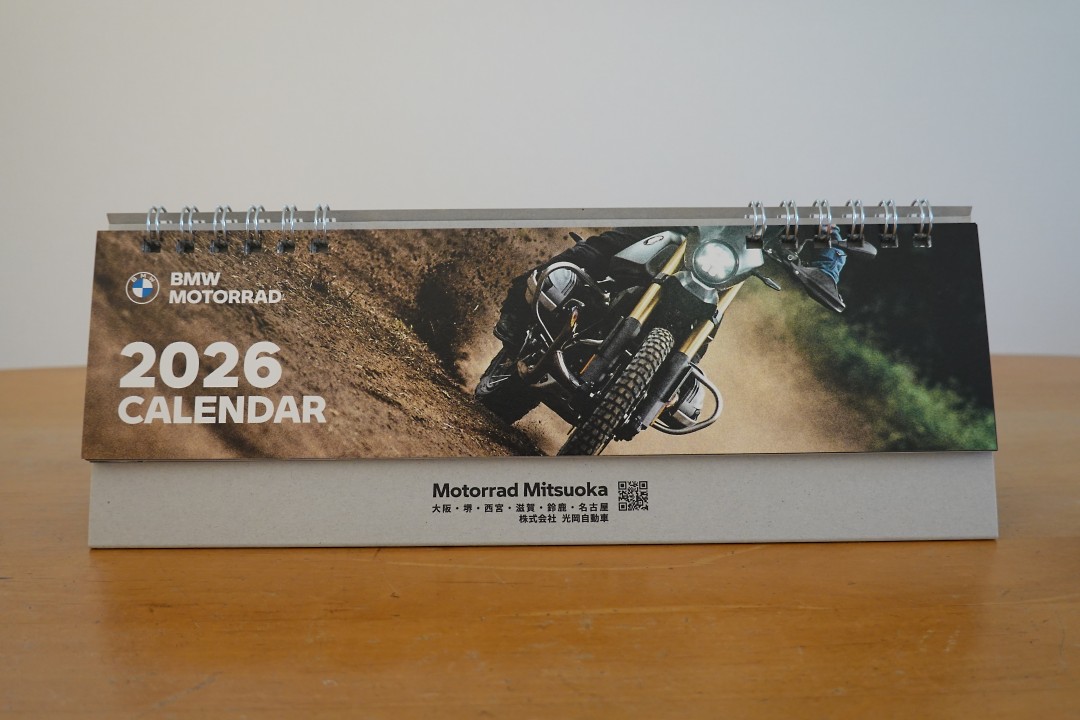 BMW
BMW
MOTORRAD
2026
CALENDAR
Motorrad Mitsuoka
大阪・堺・西宮・滋賀・鈴鹿・名古屋
株式会社 光岡自動車